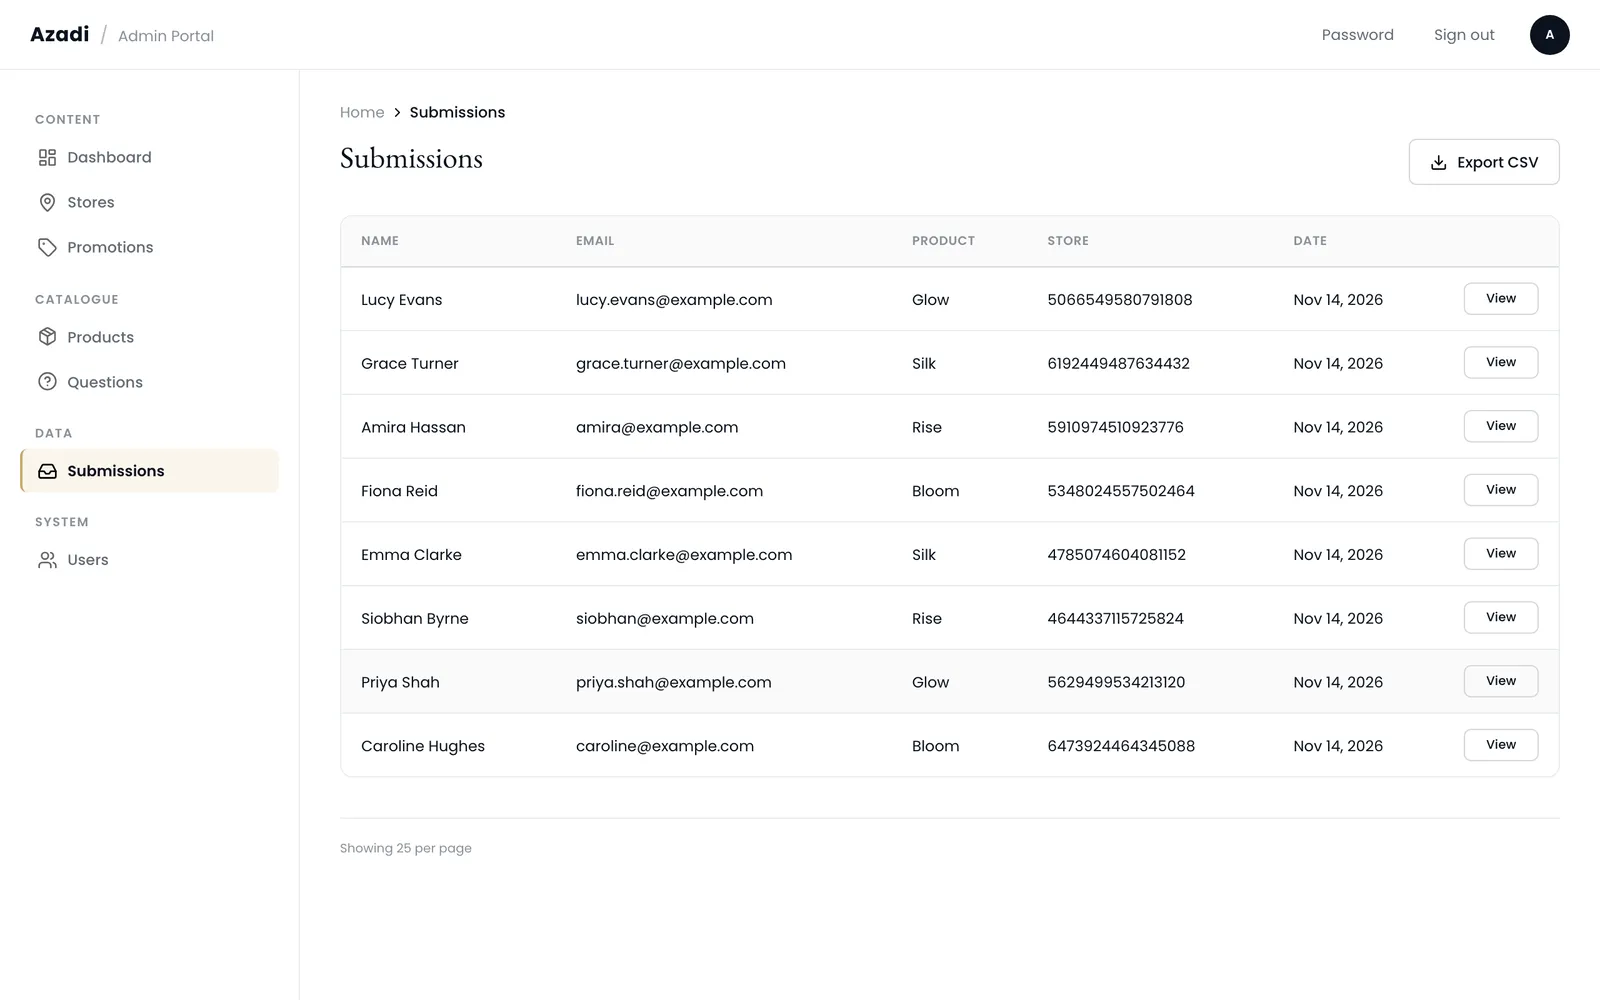 Azadi / Admin Portal
Password
Sign out
A
CONTENT
Dashboard
Stores
Promotions
CATALOGUE
Products
Questions
DATA
Submissions
SYSTEM
Users
Home > Submissions
Submissions
Export CSV
NAME EMAIL PRODUCT STORE DATE
Lucy Evans lucy.evans@example.com Glow 5066549580791808 Nov 14, 2026 View
Grace Turner grace.turner@example.com Silk 6192449487634432 Nov 14, 2026 View
Amira Hassan amira@example.com Rise 5910974510923776 Nov 14, 2026 View
Fiona Reid fiona.reid@example.com Bloom 5348024557502464 Nov 14, 2026 View
Emma Clarke emma.clarke@example.com Silk 4785074604081152 Nov 14, 2026 View
Siobhan Byrne siobhan@example.com Rise 4644337115725824 Nov 14, 2026 View
Priya Shah priya.shah@example.com Glow 5629499534213120 Nov 14, 2026 View
Caroline Hughes caroline@example.com Bloom 6473924464345088 Nov 14, 2026 View
Showing 25 per page